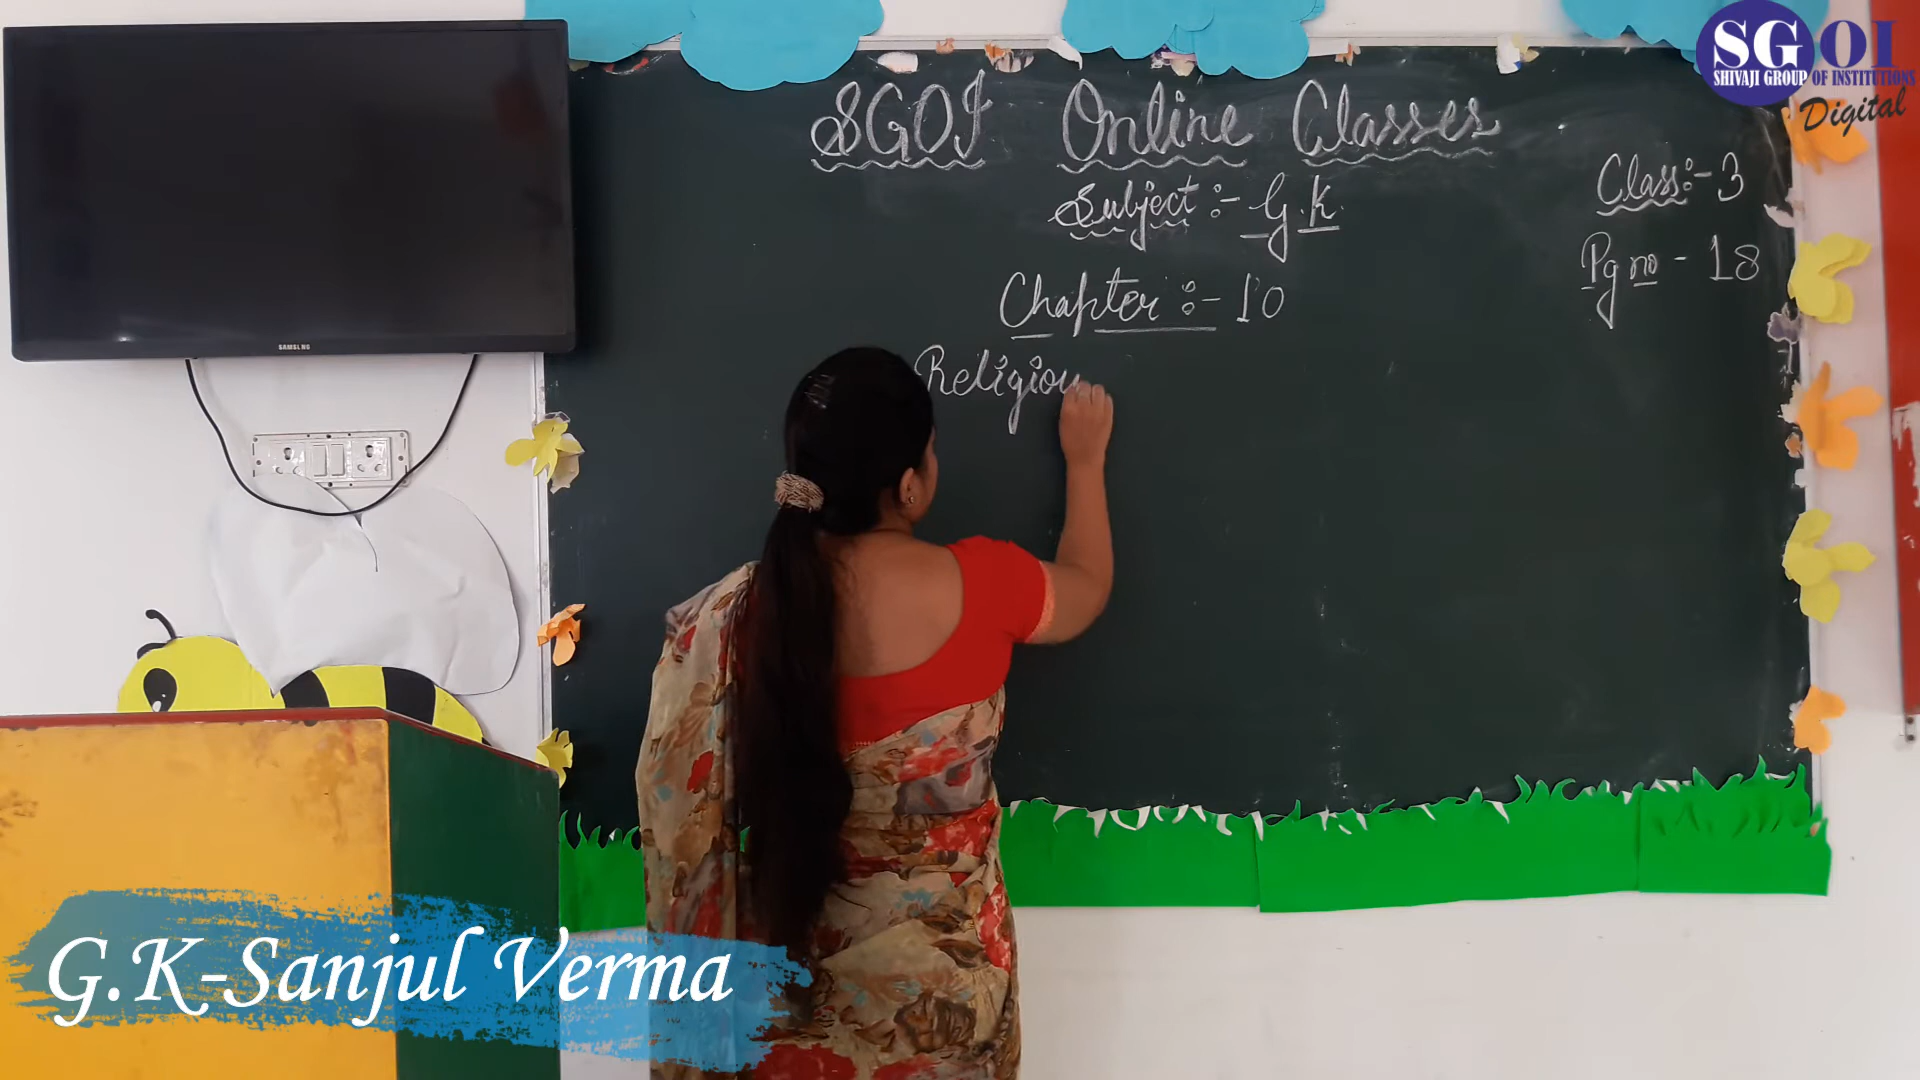 SGOI
SHIVAJI GROUP OF INSTITUTIONS
Digital
SGOI Online Classes
Subject :- G.K.
Class:- 3
Pg no - 18
Chapter :- 10
Religiou
SAMSUNG
G.K-Sanjul Verma